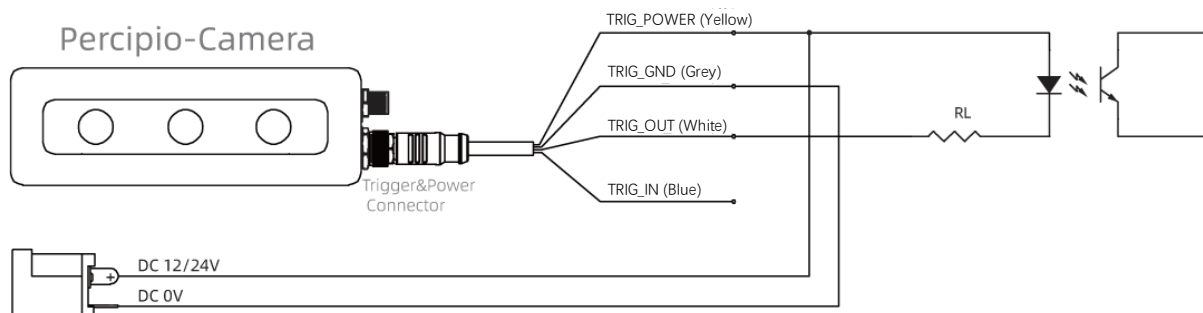 TRIG_POWER (Yellow)
Percipio-Camera
TRIG_GND (Grey)
RL
TRIG_OUT (White)
Trigger&Power
Connector
TRIG_IN (Blue)
DC 12/24V
+
DC 0V